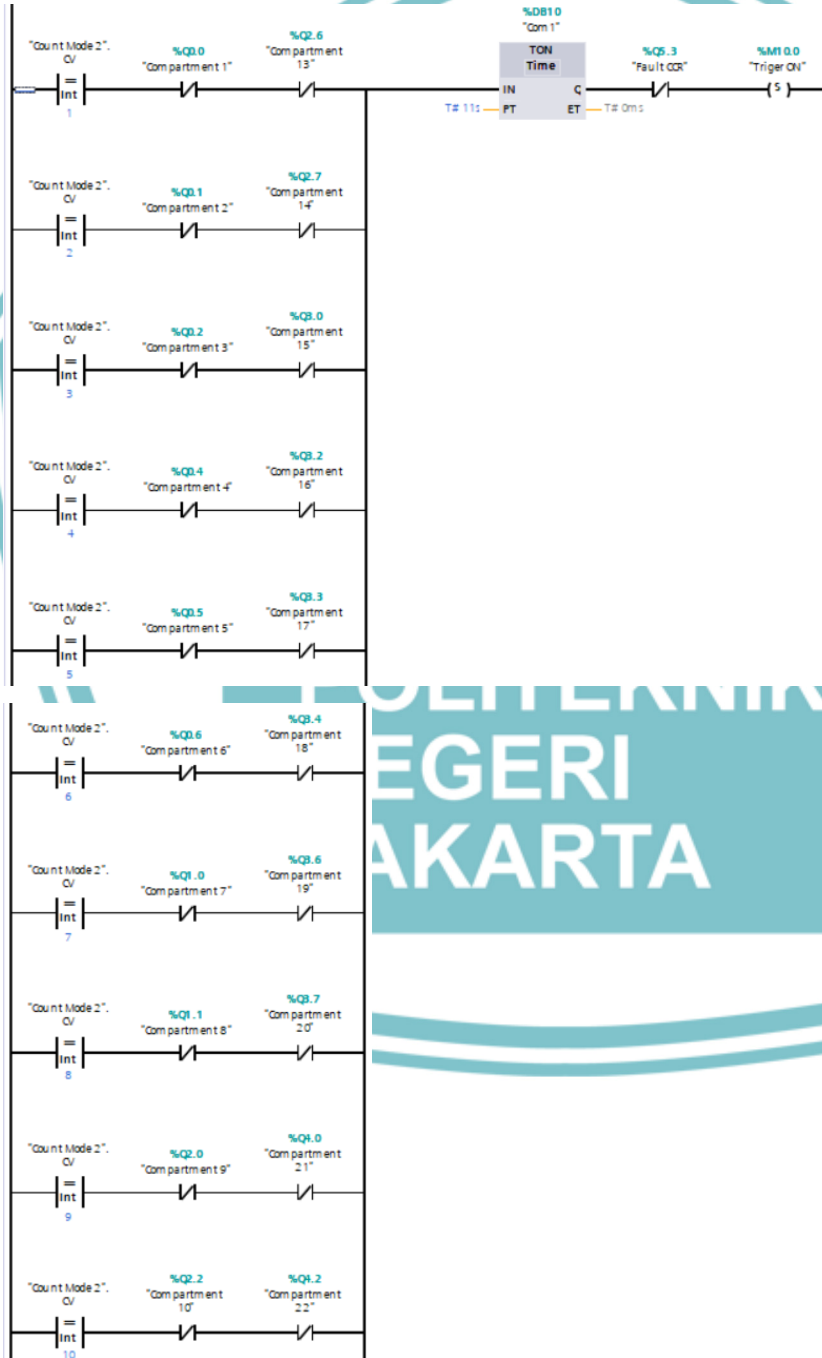 %DB10
"Com 1"
"Count Mode 2".
CV
%Q0.0
"Compartment 1"
%Q2.6
"Compartment
13"
TON
Time
%Q5.3
"Fault CCR"
%M10.0
"Triger ON"
=
Int
1
IN
Q
S
T# 11s
PT
ET
T# 0ms
"Count Mode 2".
CV
%Q0.1
"Compartment 2"
%Q2.7
"Compartment
14"
=
Int
2
"Count Mode 2".
CV
%Q0.2
"Compartment 3"
%Q3.0
"Compartment
15"
=
Int
3
"Count Mode 2".
CV
%Q0.4
"Compartment 4"
%Q3.2
"Compartment
16"
=
Int
4
"Count Mode 2".
CV
%Q0.5
"Compartment 5"
%Q3.3
"Compartment
17"
=
Int
5
POLITEKNIK
EGERI
AKARTA
"Count Mode 2".
CV
%Q0.6
"Compartment 6"
%Q3.4
"Compartment
18"
=
Int
6
"Count Mode 2".
CV
%Q1.0
"Compartment 7"
%Q3.6
"Compartment
19"
=
Int
7
"Count Mode 2".
CV
%Q1.1
"Compartment 8"
%Q3.7
"Compartment
20"
=
Int
8
"Count Mode 2".
CV
%Q2.0
"Compartment 9"
%Q4.0
"Compartment
21"
=
Int
9
"Count Mode 2".
CV
%Q2.2
"Compartment
10"
%Q4.2
"Compartment
22"
=
Int
10